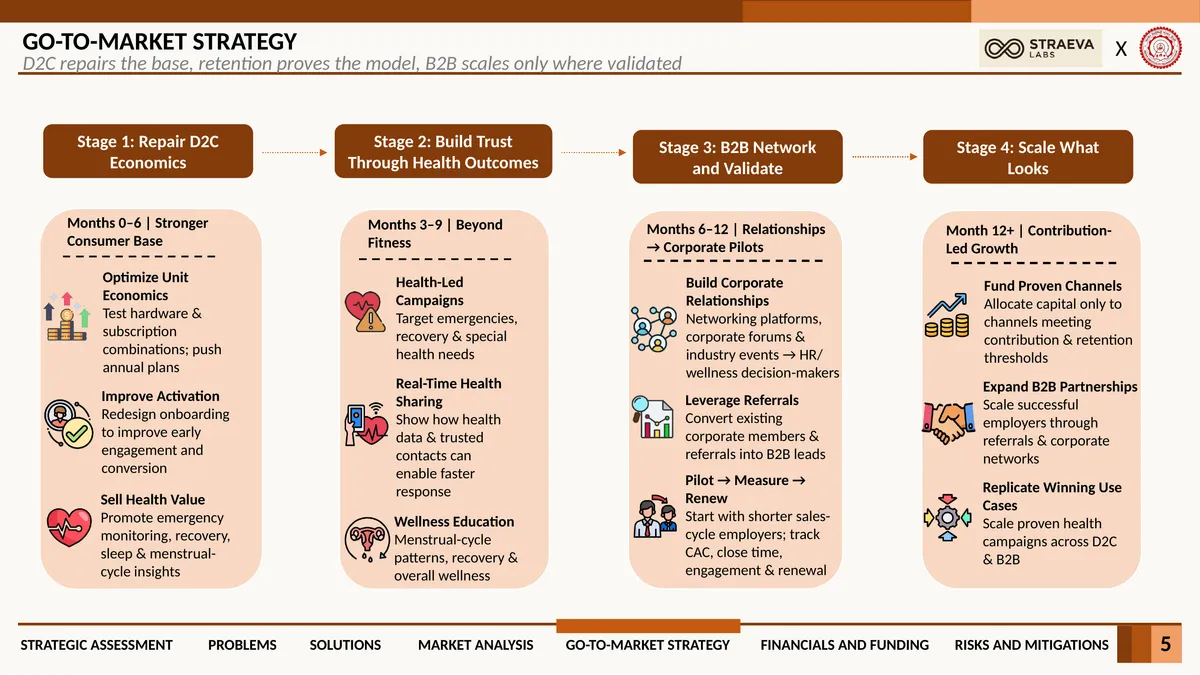 GO-TO-MARKET STRATEGY
D2C repairs the base, retention proves the model, B2B scales only where validated
STRAEVA
LABS
X
Stage 1: Repair D2C
Economics
Stage 2: Build Trust
Through Health Outcomes
Stage 3: B2B Network
and Validate
Stage 4: Scale What
Looks
Months 0–6 | Stronger
Consumer Base
Optimize Unit
Economics
Test hardware &
subscription
combinations; push
annual plans
Improve Activation
Redesign onboarding
to improve early
engagement and
conversion
Sell Health Value
Promote emergency
monitoring, recovery,
sleep & menstrual-
cycle insights
Months 3–9 | Beyond
Fitness
Health-Led
Campaigns
Target emergencies,
recovery & special
health needs
Real-Time Health
Sharing
Show how health
data & trusted
contacts can
enable faster
response
Wellness Education
Menstrual-cycle
patterns, recovery &
overall wellness
Months 6–12 | Relationships
→ Corporate Pilots
Build Corporate
Relationships
Networking platforms,
corporate forums &
industry events → HR/
wellness decision-makers
Leverage Referrals
Convert existing
corporate members &
referrals into B2B leads
Pilot → Measure →
Renew
Start with shorter sales-
cycle employers; track
CAC, close time,
engagement & renewal
Month 12+ | Contribution-
Led Growth
Fund Proven Channels
Allocate capital only to
channels meeting
contribution & retention
thresholds
Expand B2B Partnerships
Scale successful
employers through
referrals & corporate
networks
Replicate Winning Use
Cases
Scale proven health
campaigns across D2C
& B2B
STRATEGIC ASSESSMENT
PROBLEMS
SOLUTIONS
MARKET ANALYSIS
GO-TO-MARKET STRATEGY
FINANCIALS AND FUNDING
RISKS AND MITIGATIONS
5